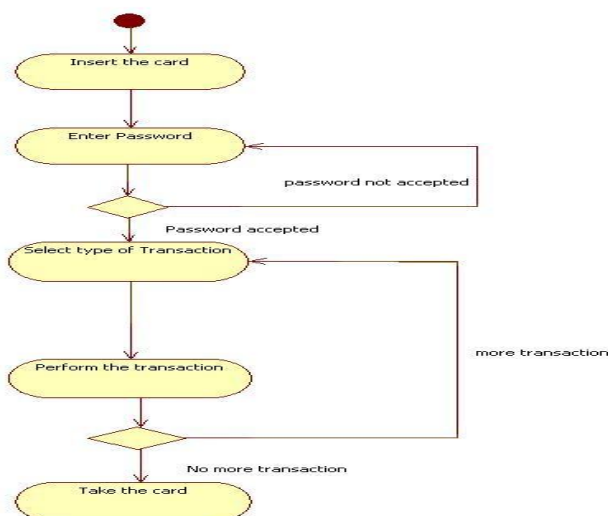 Insert the card
Enter Password
password not accepted
Password accepted
Select type of Transaction
more transaction
Perform the transaction
No more transaction
Take the card